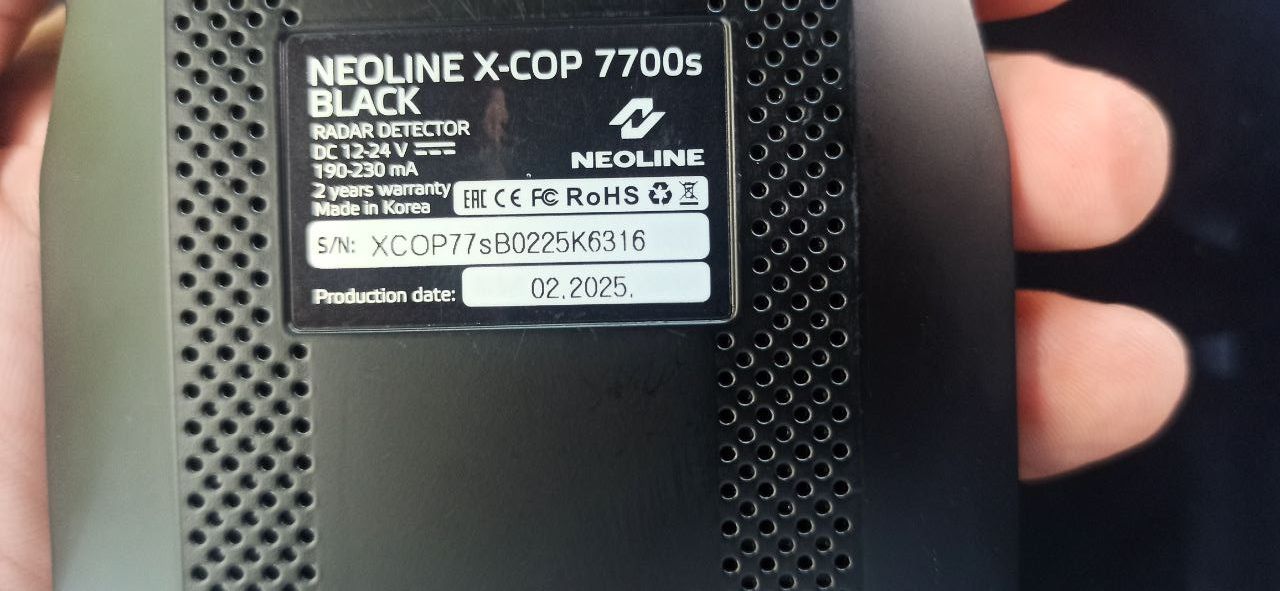 NEOLINE X-COP 7700s
BLACK
RADAR DETECTOR
DC 12-24 V
190-230 mA
2 years warranty
Made in Korea
NEOLINE
EAC CE FC RoHS
S/N: XCOP77sB0225K6316
Production date: 02.2025.